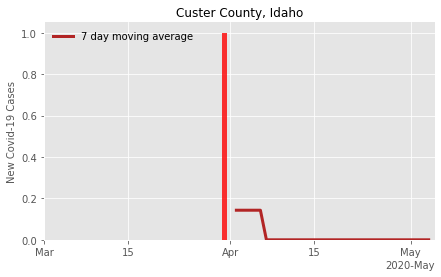 Custer County, Idaho
7 day moving average
New Covid-19 Cases
1.0
0.8
0.6
0.4
0.2
0.0
Mar
15
Apr
15
May
2020-May